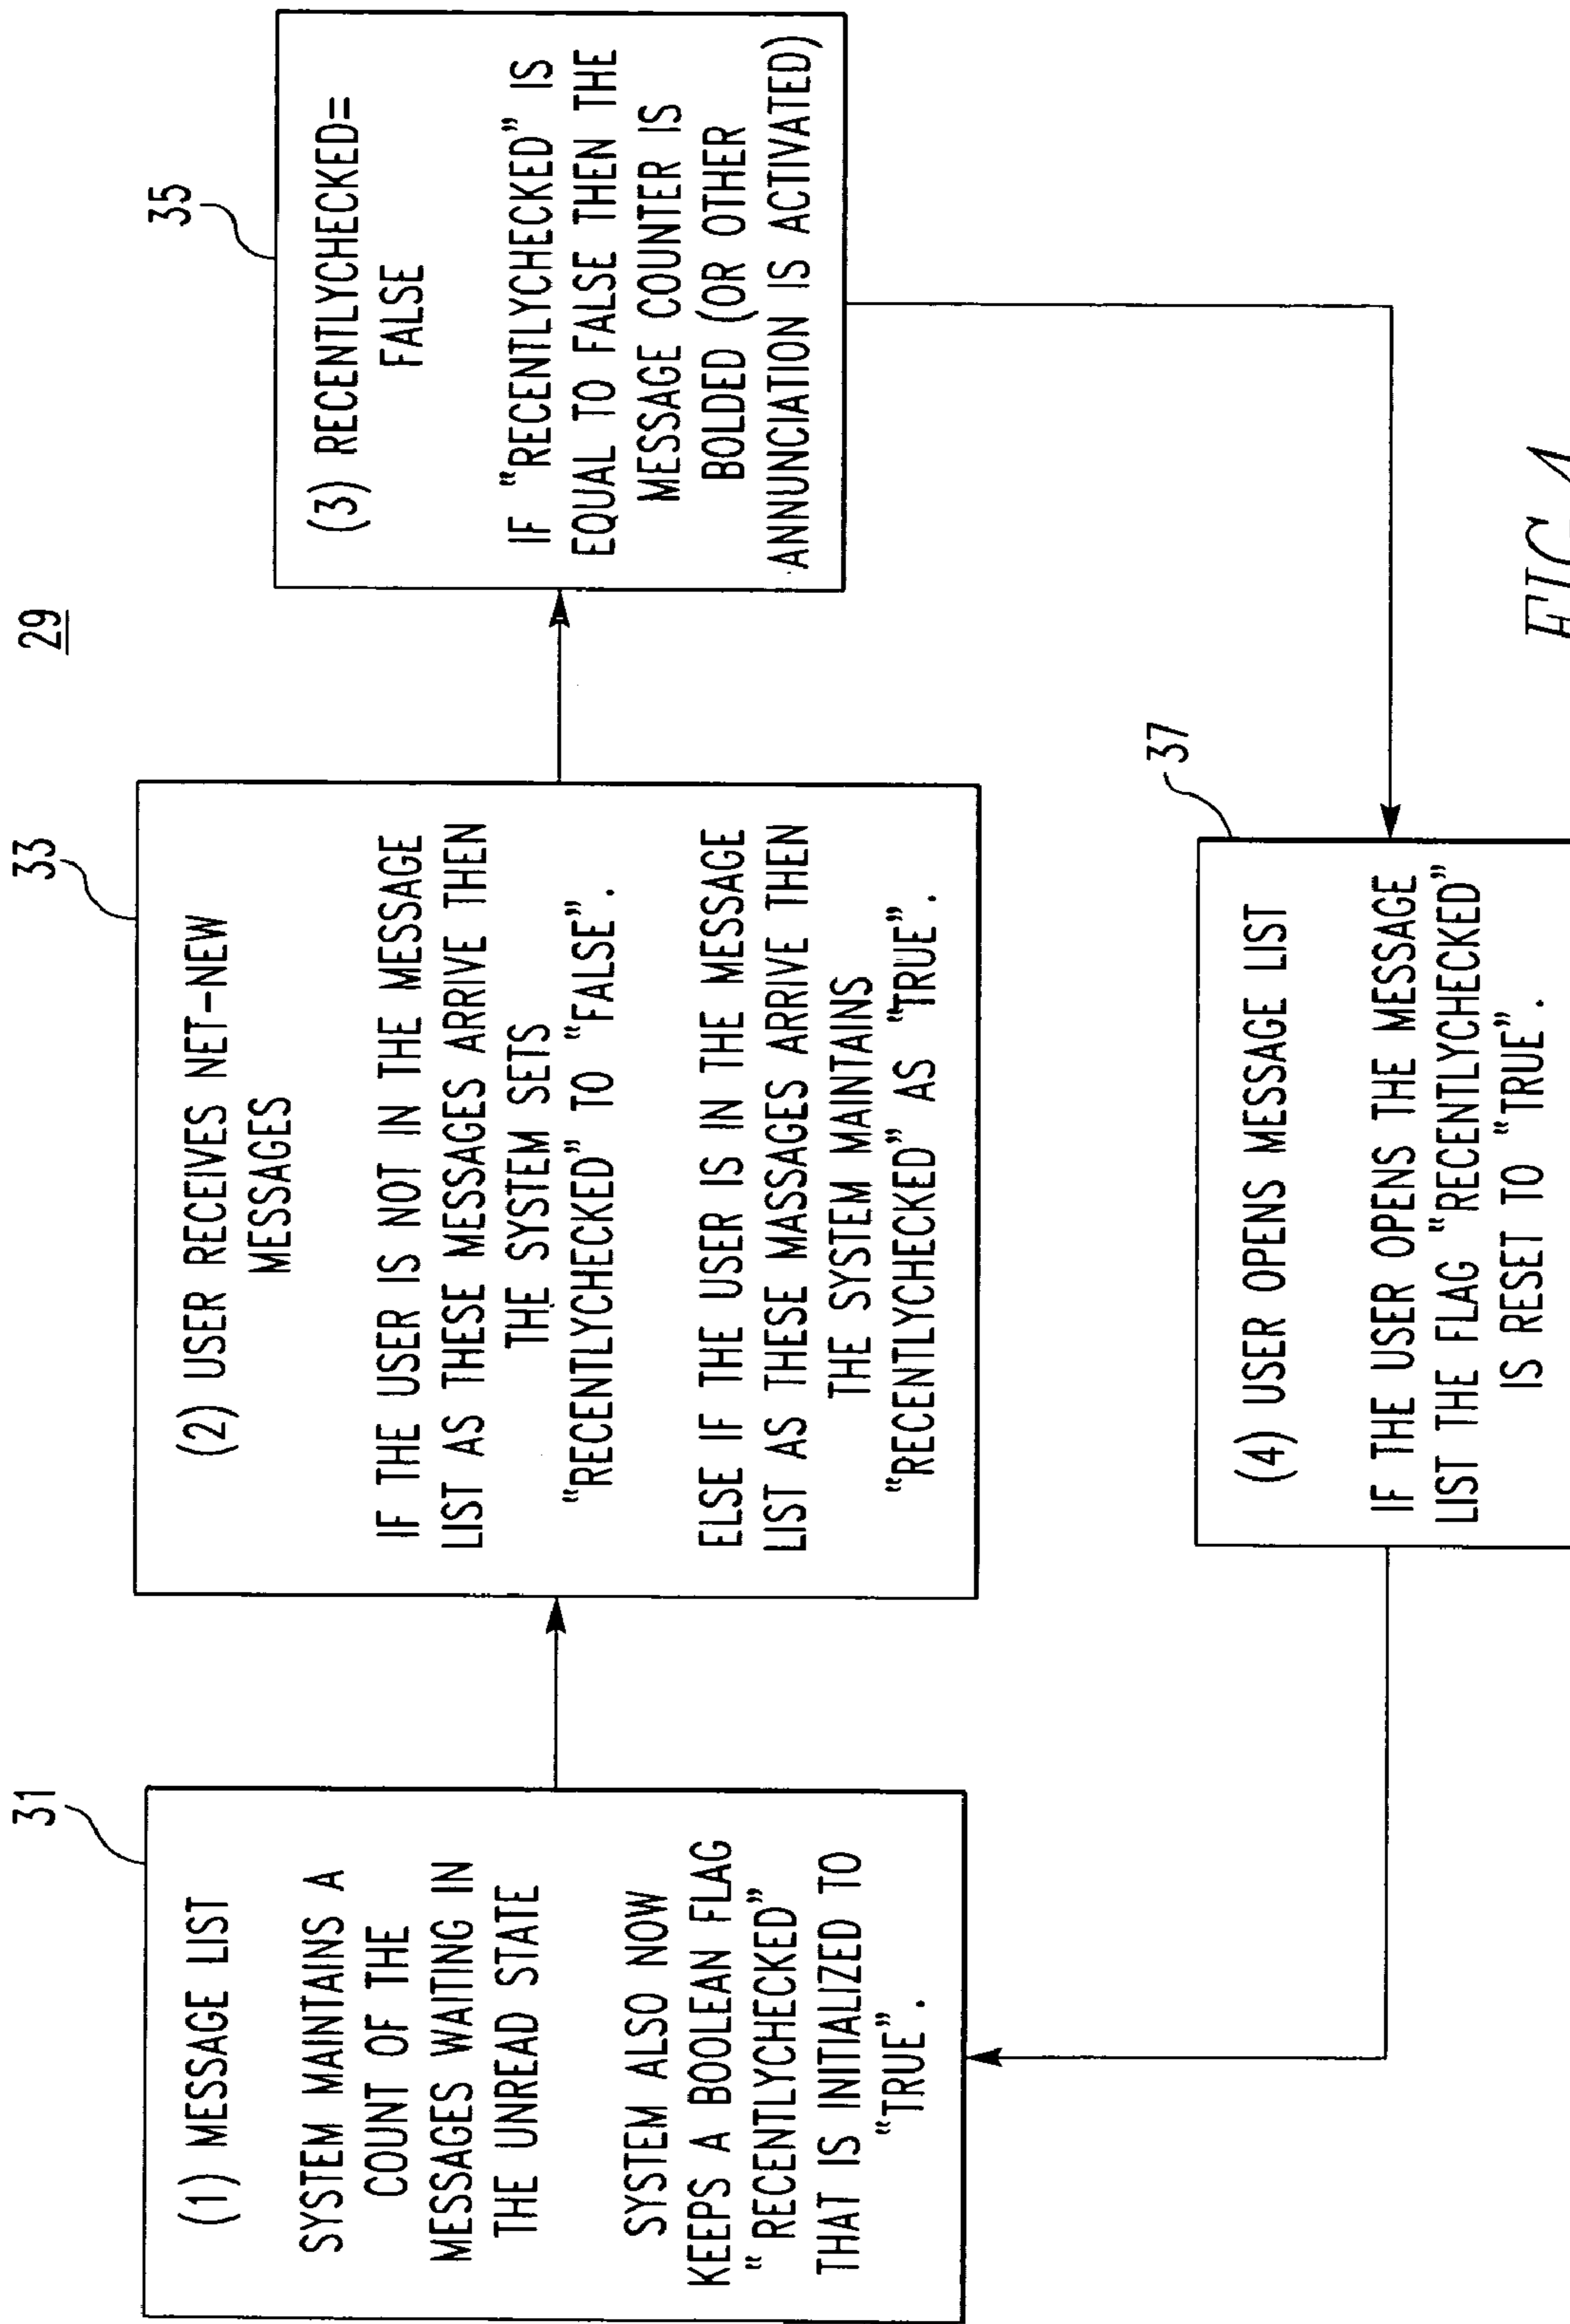 29
31
(1) MESSAGE LIST
SYSTEM MAINTAINS A
COUNT OF THE
MESSAGES WAITING IN
THE UNREAD STATE
SYSTEM ALSO NOW
KEEPS A BOOLEAN FLAG
"RECENTLYCHECKED"
THAT IS INITIALIZED TO
"TRUE".
33
(2) USER RECEIVES NET-NEW
MESSAGES
IF THE USER IS NOT IN THE MESSAGE
LIST AS THESE MESSAGES ARRIVE THEN
THE SYSTEM SETS
"RECENTLYCHECKED" TO "FALSE".
ELSE IF THE USER IS IN THE MESSAGE
LIST AS THESE MASSAGES ARRIVE THEN
THE SYSTEM MAINTAINS
"RECENTLYCHECKED" AS "TRUE".
35
(3) RECENTLYCHECKED=
FALSE
IF "RECENTLYCHECKED" IS
EQUAL TO FALSE THEN THE
MESSAGE COUNTER IS
BOLDED (OR OTHER
ANNUNCIATION IS ACTIVATED)
37
(4) USER OPENS MESSAGE LIST
IF THE USER OPENS THE MESSAGE
LIST THE FLAG "RECENTLYCHECKED"
IS RESET TO "TRUE".
FIG. 4